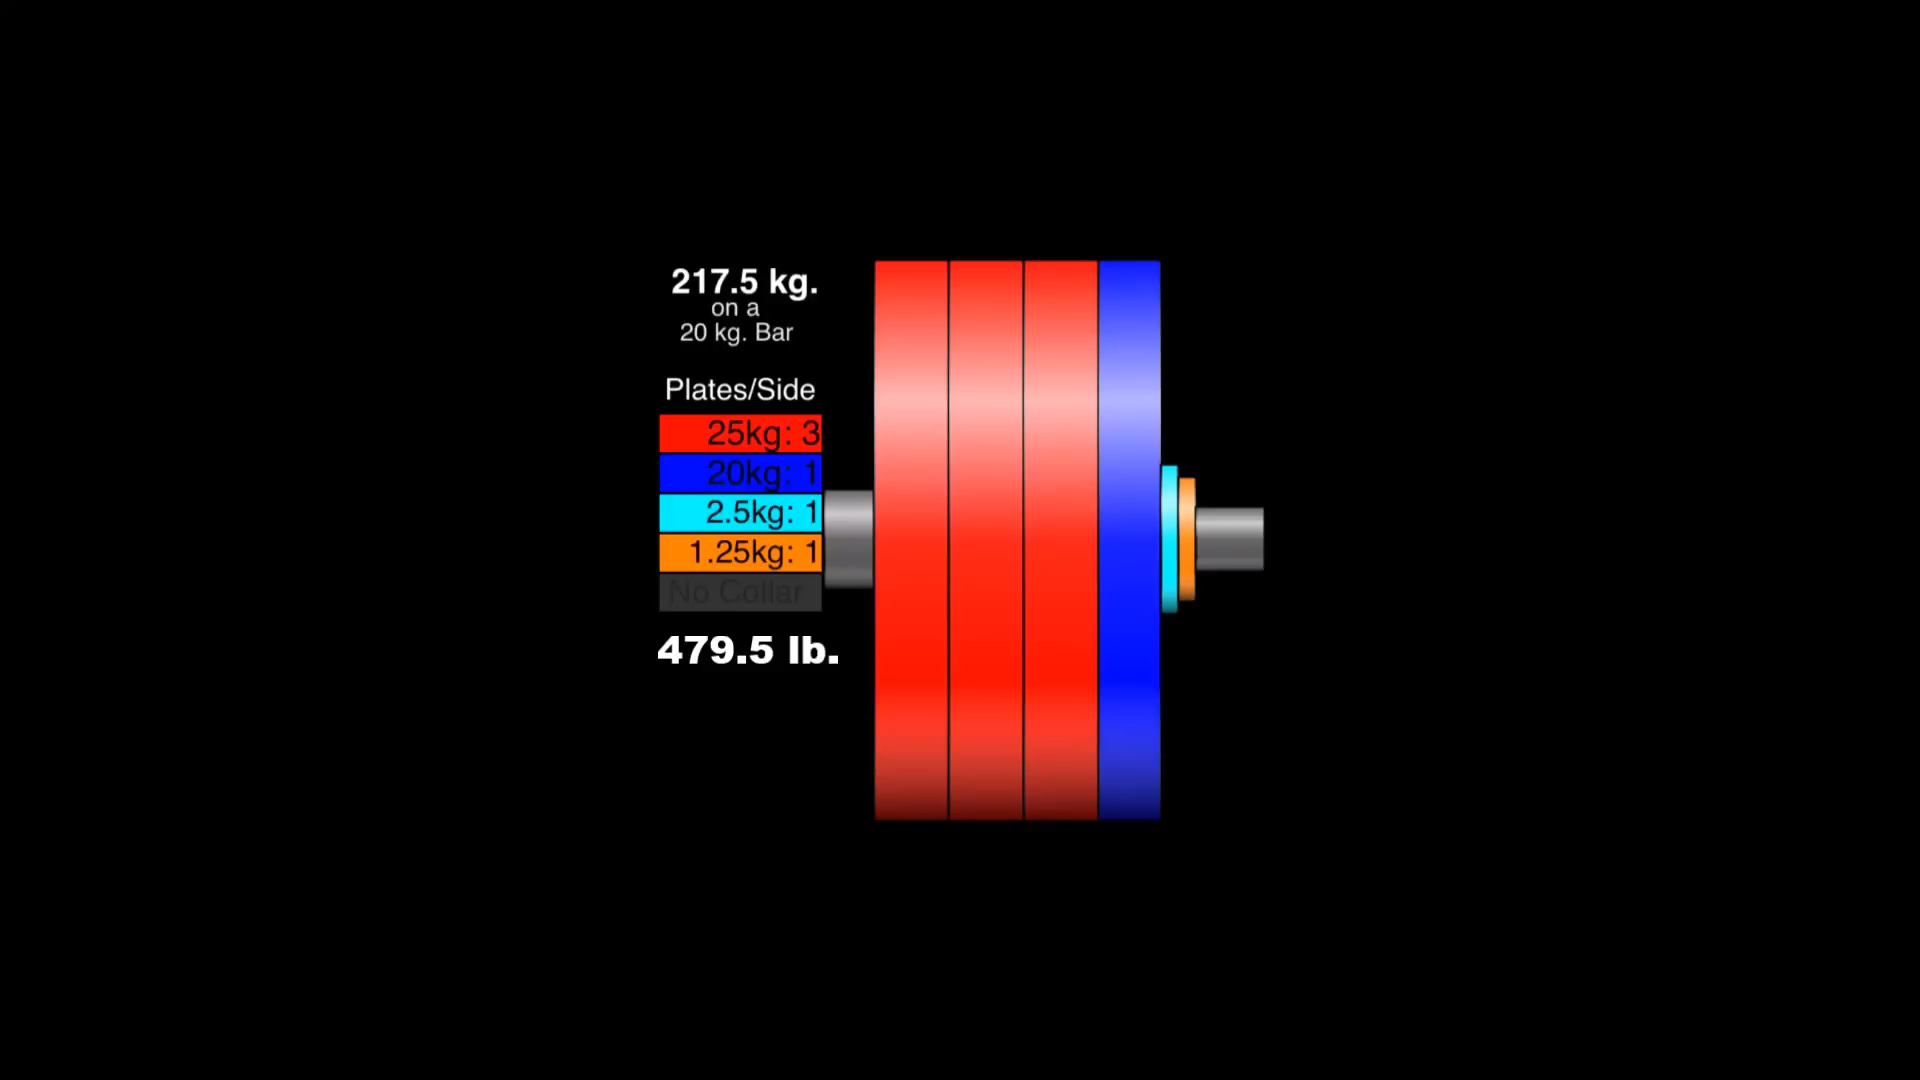 217.5 kg.
on a
20 kg. Bar
Plates/Side
25kg: 3
20kg: 1
2.5kg: 1
1.25kg: 1
No Collar
479.5 lb.